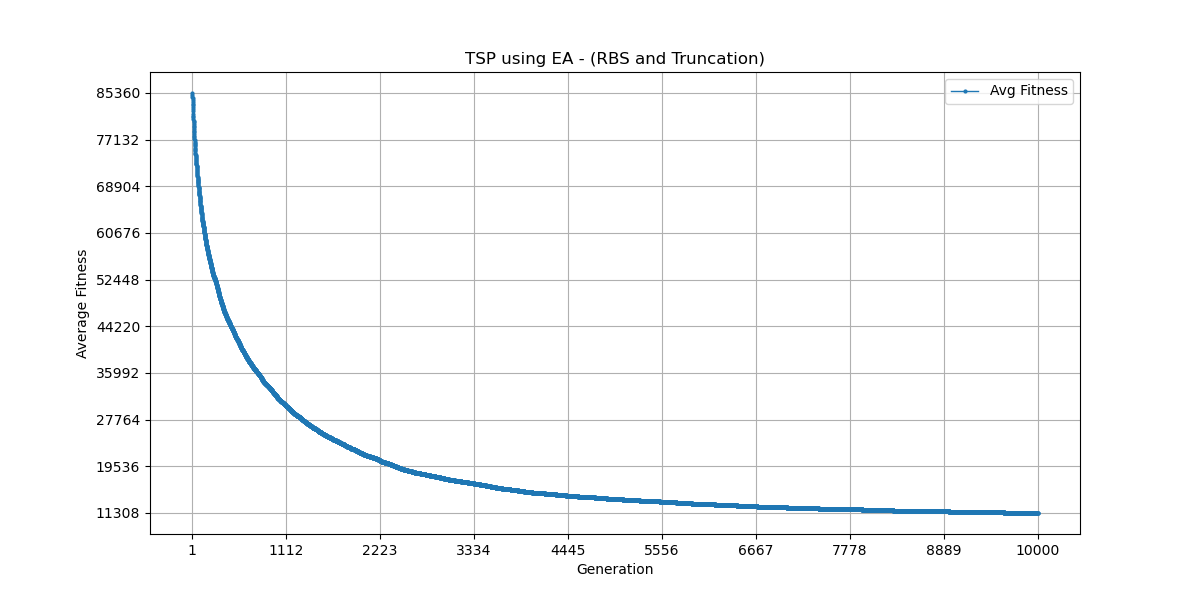 TSP using EA - (RBS and Truncation)
Avg Fitness
Average Fitness
85360
77132
68904
60676
52448
44220
35992
27764
19536
11308
1 1112 2223 3334 4445 5556 6667 7778 8889 10000
Generation